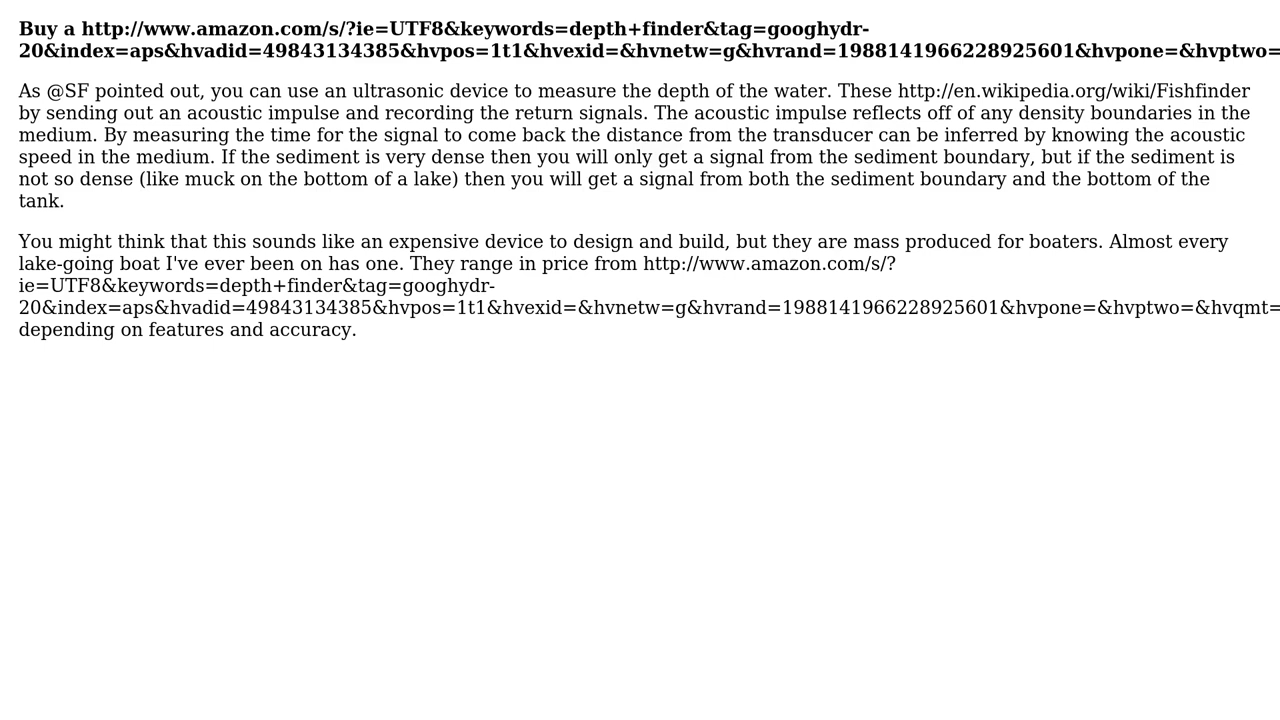 Buy a http://www.amazon.com/s/?ie=UTF8&keywords=depth+finder&tag=googhydr-
20&index=aps&hvadid=49843134385&hvpos=1t1&hvexid=&hvnetw=g&hvrand=1988141966228925601&hvpone=&hvptwo=
As @SF pointed out, you can use an ultrasonic device to measure the depth of the water. These http://en.wikipedia.org/wiki/Fishfinder
by sending out an acoustic impulse and recording the return signals. The acoustic impulse reflects off of any density boundaries in the
medium. By measuring the time for the signal to come back the distance from the transducer can be inferred by knowing the acoustic
speed in the medium. If the sediment is very dense then you will only get a signal from the sediment boundary, but if the sediment is
not so dense (like muck on the bottom of a lake) then you will get a signal from both the sediment boundary and the bottom of the
tank.
You might think that this sounds like an expensive device to design and build, but they are mass produced for boaters. Almost every
lake-going boat I've ever been on has one. They range in price from http://www.amazon.com/s/?
ie=UTF8&keywords=depth+finder&tag=googhydr-
20&index=aps&hvadid=49843134385&hvpos=1t1&hvexid=&hvnetw=g&hvrand=1988141966228925601&hvpone=&hvptwo=&hvqmt=
depending on features and accuracy.